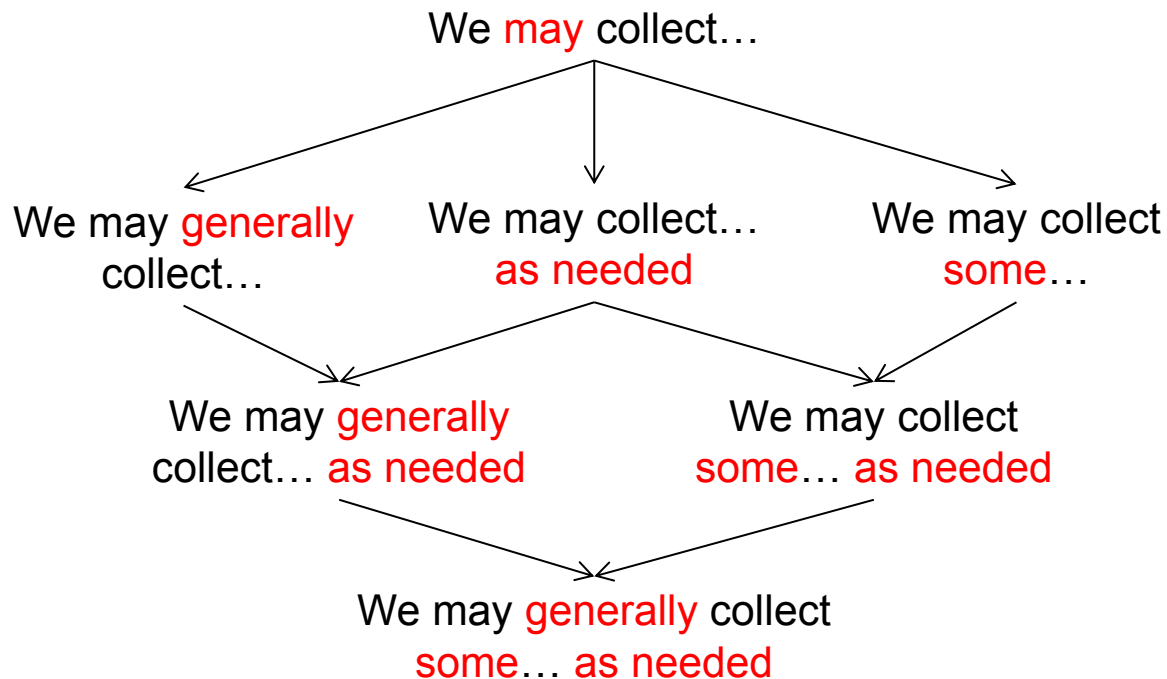 We may collect…
We may generally
collect…
We may collect…
as needed
We may collect
some…
We may generally
collect… as needed
We may collect
some… as needed
We may generally collect
some… as needed